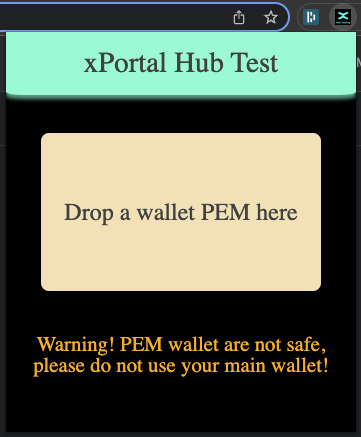 xPortal Hub Test
Drop a wallet PEM here
Warning! PEM wallet are not safe,
please do not use your main wallet!